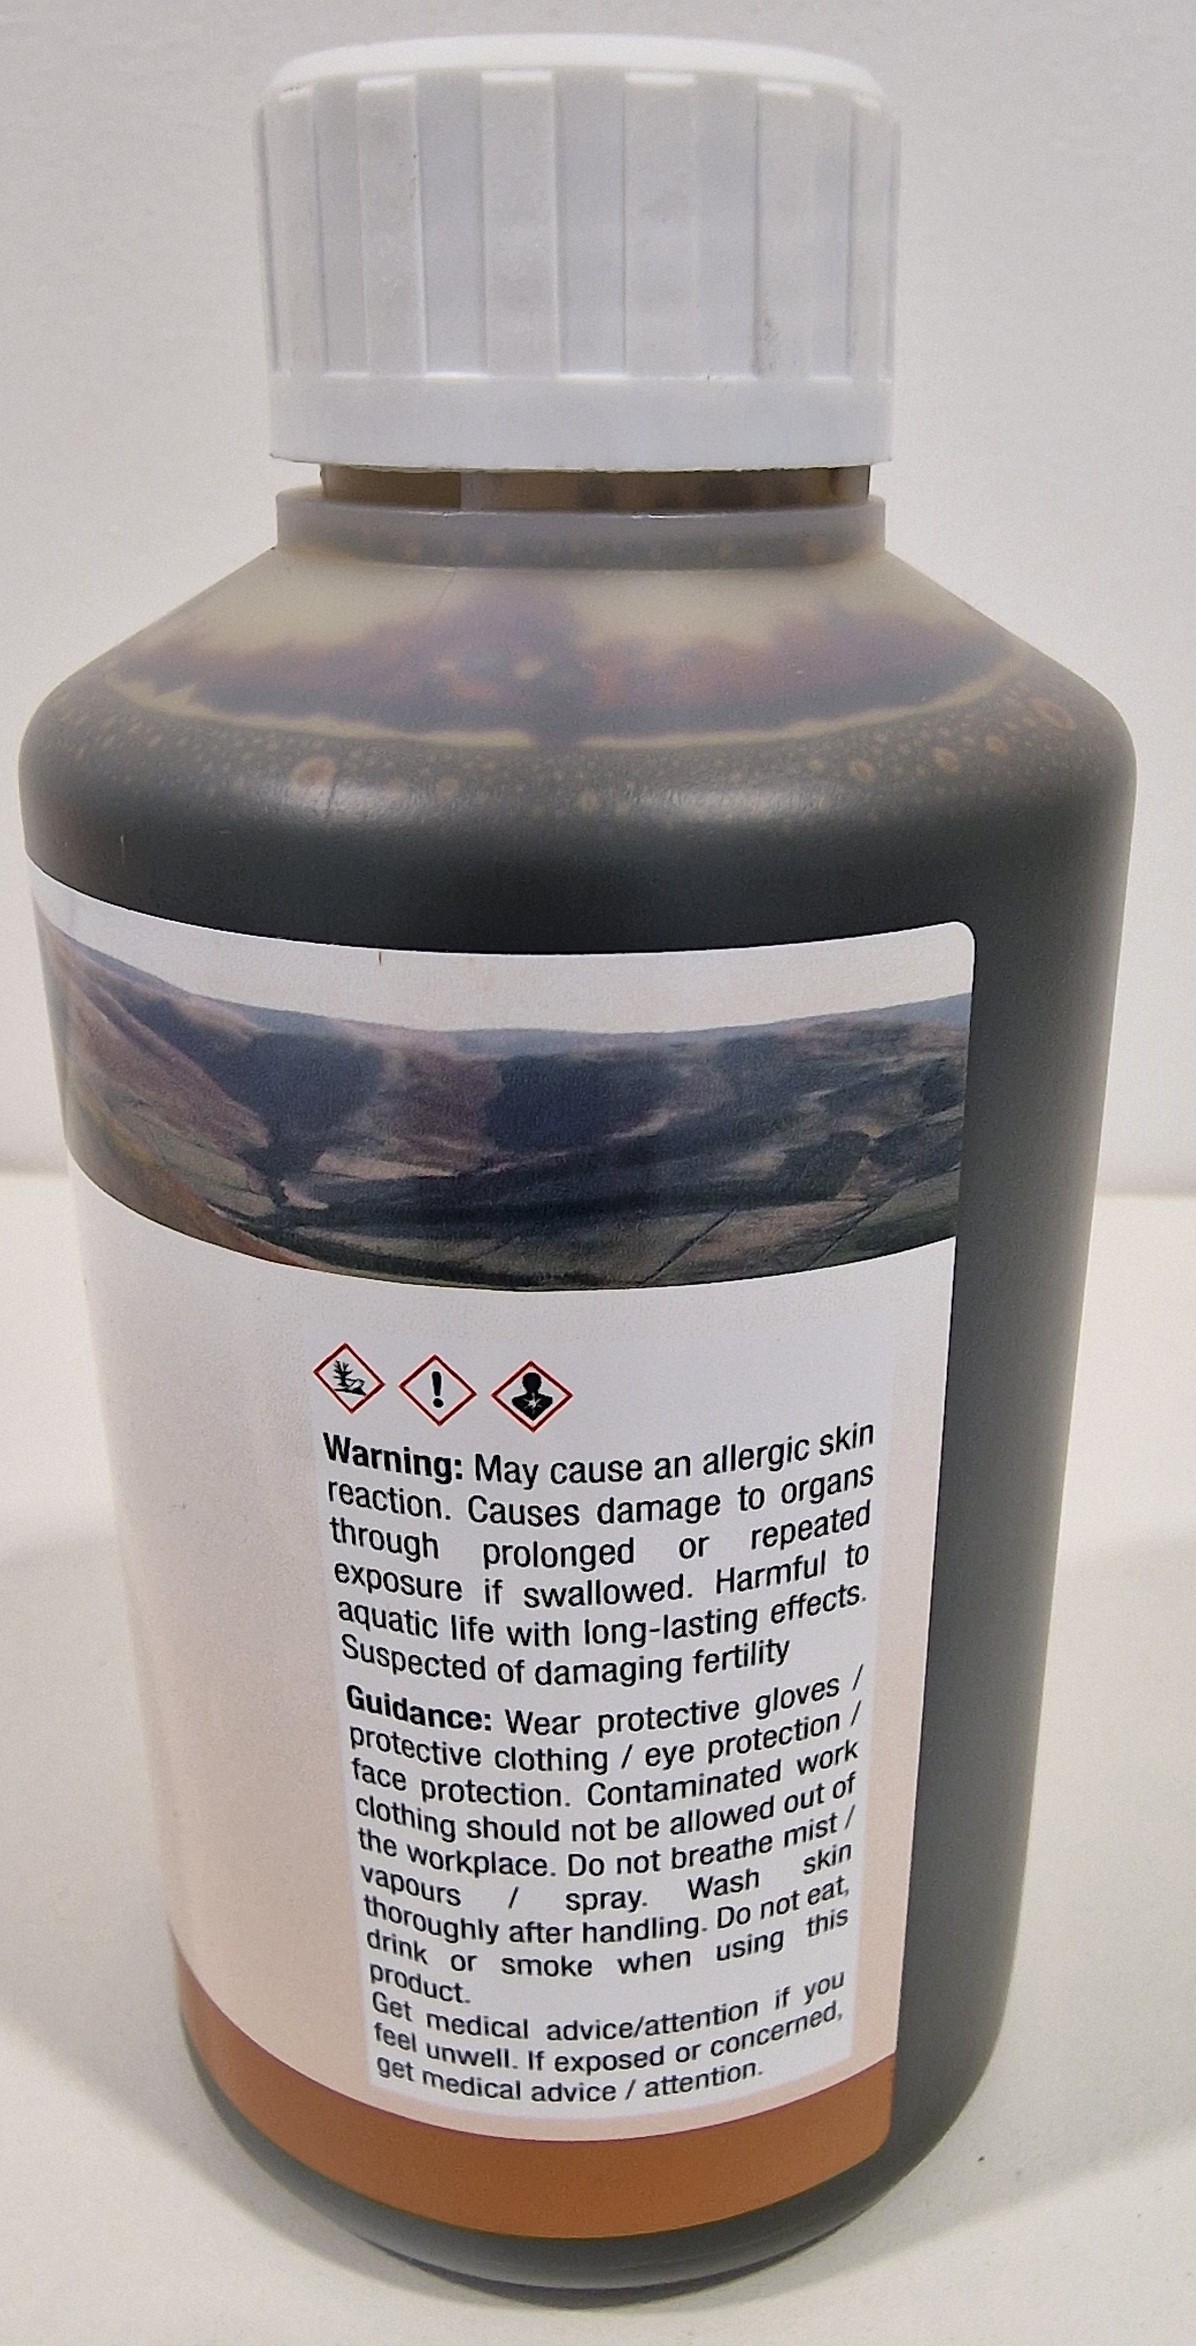 Warning: May cause an allergic skin
reaction. Causes damage to organs
through prolonged or repeated
exposure if swallowed. Harmful to
aquatic life with long-lasting effects.
Suspected of damaging fertility
Guidance: Wear protective gloves /
protective clothing / eye protection /
face protection. Contaminated work
clothing should not be allowed out of
the workplace. Do not breathe mist /
vapours / spray. Wash skin
thoroughly after handling. Do not eat,
drink or smoke when using this
product.
Get medical advice/attention if you
feel unwell. If exposed or concerned,
get medical advice / attention.